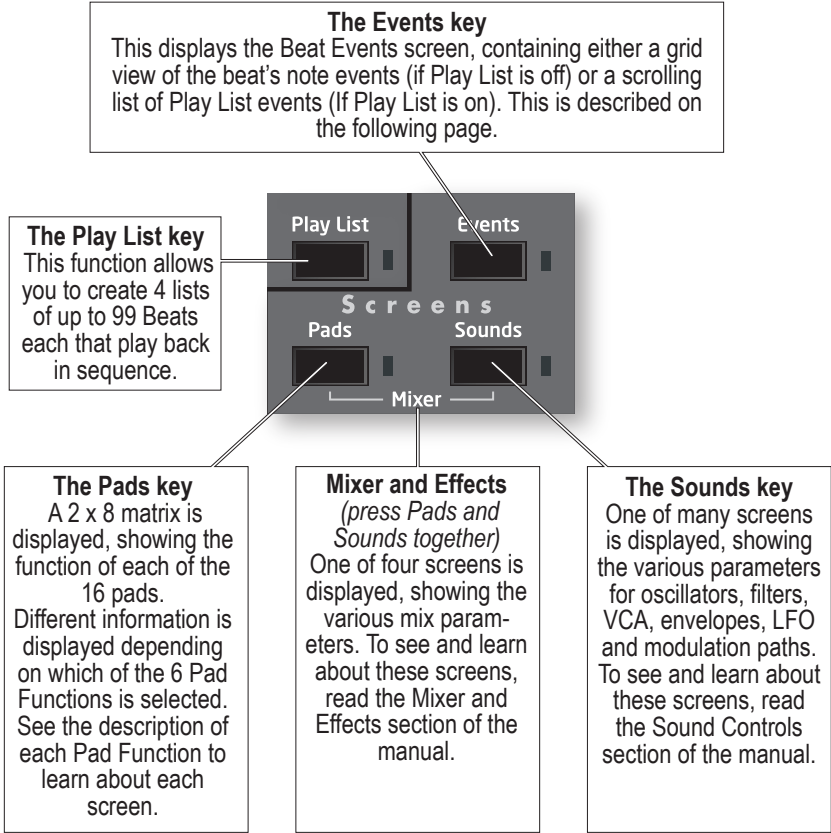 The Events key
This displays the Beat Events screen, containing either a grid
view of the beat's note events (if Play List is off) or a scrolling
list of Play List events (If Play List is on). This is described on
the following page.
The Play List key
This function allows
you to create 4 lists
of up to 99 Beats
each that play back
in sequence.
Play List
Events
Screens
Pads
Sounds
Mixer
The Pads key
A 2 x 8 matrix is
displayed, showing the
function of each of the
16 pads.
Different information is
displayed depending
on which of the 6 Pad
Functions is selected.
See the description of
each Pad Function to
learn about each
screen.
Mixer and Effects
(press Pads and
Sounds together)
One of four screens is
displayed, showing the
various mix param-
eters. To see and learn
about these screens,
read the Mixer and
Effects section of the
manual.
The Sounds key
One of many screens
is displayed, showing
the various parameters
for oscillators, filters,
VCA, envelopes, LFO
and modulation paths.
To see and learn about
these screens, read
the Sound Controls
section of the manual.